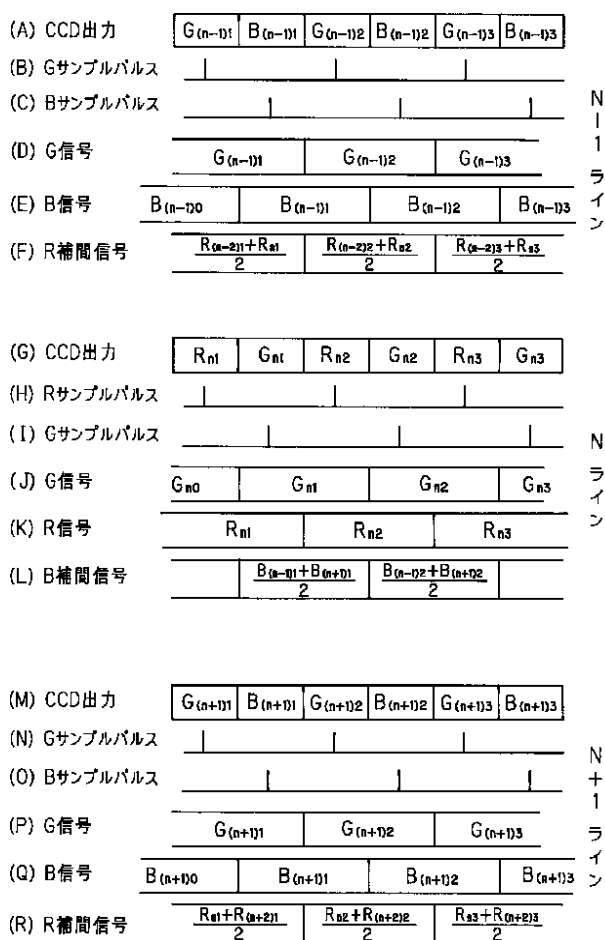 (A) CCD出力 G(n-1)1 B(n-1)1 G(n-1)2 B(n-1)2 G(n-1)3 B(n-1)3
(B) Gサンプルパルス
(C) Bサンプルパルス
(D) G信号 G(n-1)1 G(n-1)2 G(n-1)3
(E) B信号 B(n-1)0 B(n-1)1 B(n-1)2 B(n-1)3
(F) R補間信号 R(n-2)1+Rn1/2 R(n-2)2+Rn2/2 R(n-2)3+Rn3/2
N-1ライン
(G) CCD出力 Rn1 Gn1 Rn2 Gn2 Rn3 Gn3
(H) Rサンプルパルス
(I) Gサンプルパルス
(J) G信号 Gn0 Gn1 Gn2 Gn3
(K) R信号 Rn1 Rn2 Rn3
(L) B補間信号 B(n-1)1+B(n+1)1/2 B(n-1)2+B(n+1)2/2
Nライン
(M) CCD出力 G(n+1)1 B(n+1)1 G(n+1)2 B(n+1)2 G(n+1)3 B(n+1)3
(N) Gサンプルパルス
(O) Bサンプルパルス
(P) G信号 G(n+1)1 G(n+1)2 G(n+1)3
(Q) B信号 B(n+1)0 B(n+1)1 B(n+1)2 B(n+1)3
(R) R補間信号 Rn1+R(n+2)1/2 Rn2+R(n+2)2/2 Rn3+R(n+2)3/2
N+1ライン